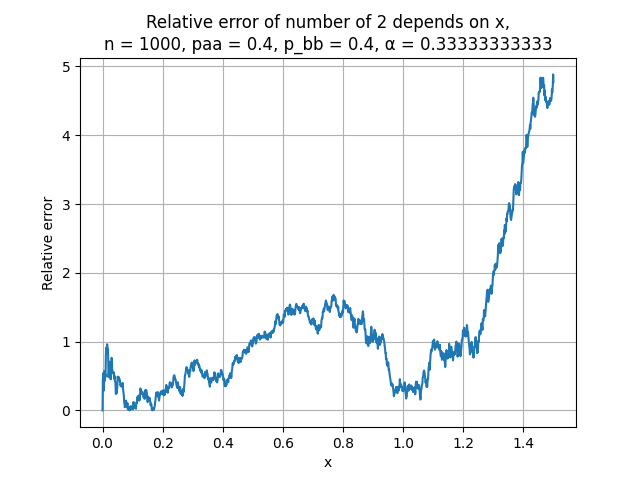 Relative error of number of 2 depends on x,
n = 1000, paa = 0.4, p_bb = 0.4, α = 0.33333333333
5
4
3
2
1
0
Relative error
0.0 0.2 0.4 0.6 0.8 1.0 1.2 1.4
x